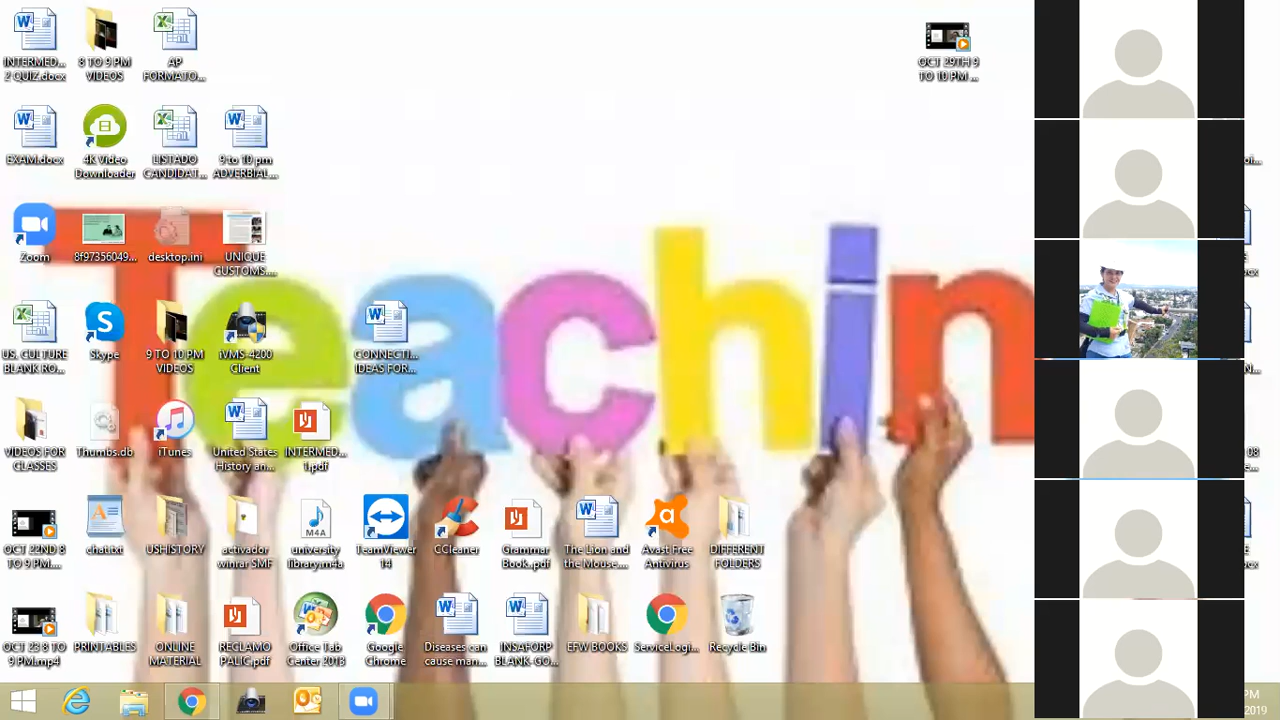 INTERMED...
2 QUIZ.docx
8 TO 9 PM
VIDEOS
AP
FORMATO...
OCT 29TH 9
TO 10 PM ...
EXAM.docx
4K Video
Downloader
LISTADO
CANDIDAT...
9 to 10 pm
ADVERBIAL...
Zoom
8f97356049...
desktop.ini
UNIQUE
CUSTOMS....
Teachin
US. CULTURE
BLANK RO...
Skype
9 TO 10 PM
VIDEOS
iVMS-4200
Client
CONNECTI...
IDEAS FOR...
VIDEOS FOR
CLASSES
Thumbs.db
iTunes
United States
History an...
INTERMED...
1.pdf
OCT 22ND 8
TO 9 PM....
chat.txt
USHISTORY
activador
winrar SMF
M4A
university
library.m4a
TeamViewer
14
CCleaner
Grammar
Book..pdf
The Lion and
the Mouse....
Avast Free
Antivirus
DIFFERENT
FOLDERS
OCT 23 8 TO
9 PM.mp4
PRINTABLES
ONLINE
MATERIAL
RECLAMO
PALIC.pdf
Office Tab
Center 2013
Google
Chrome
Diseases can
cause man...
INSAFORP
BLANK-GO...
EFW BOOKS
ServiceLogi...
Recycle Bin
PM
2019